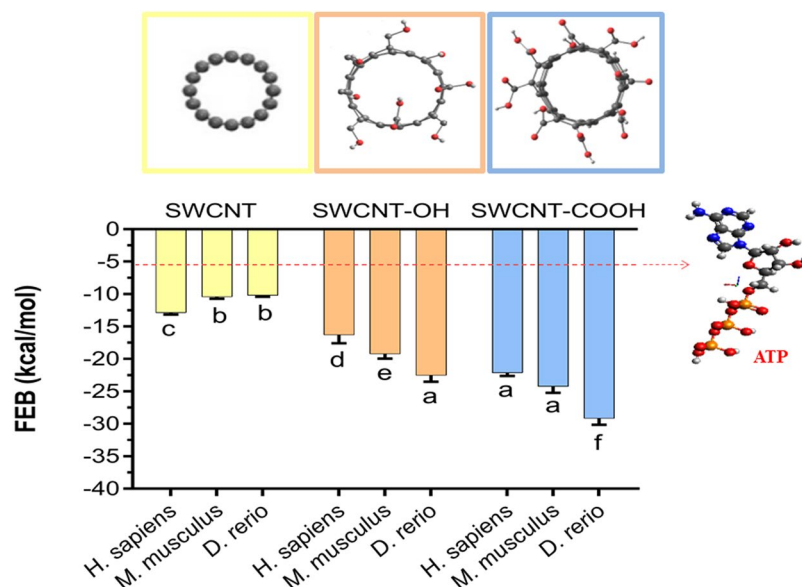 SWCNT SWCNT-OH SWCNT-COOH
0
-5
-10
-15
-20
-25
-30
-35
-40
FEB (kcal/mol)
c b b d e a a a f
ATP
H. sapiens M. musculus D. rerio H. sapiens M. musculus D. rerio H. sapiens M. musculus D. rerio